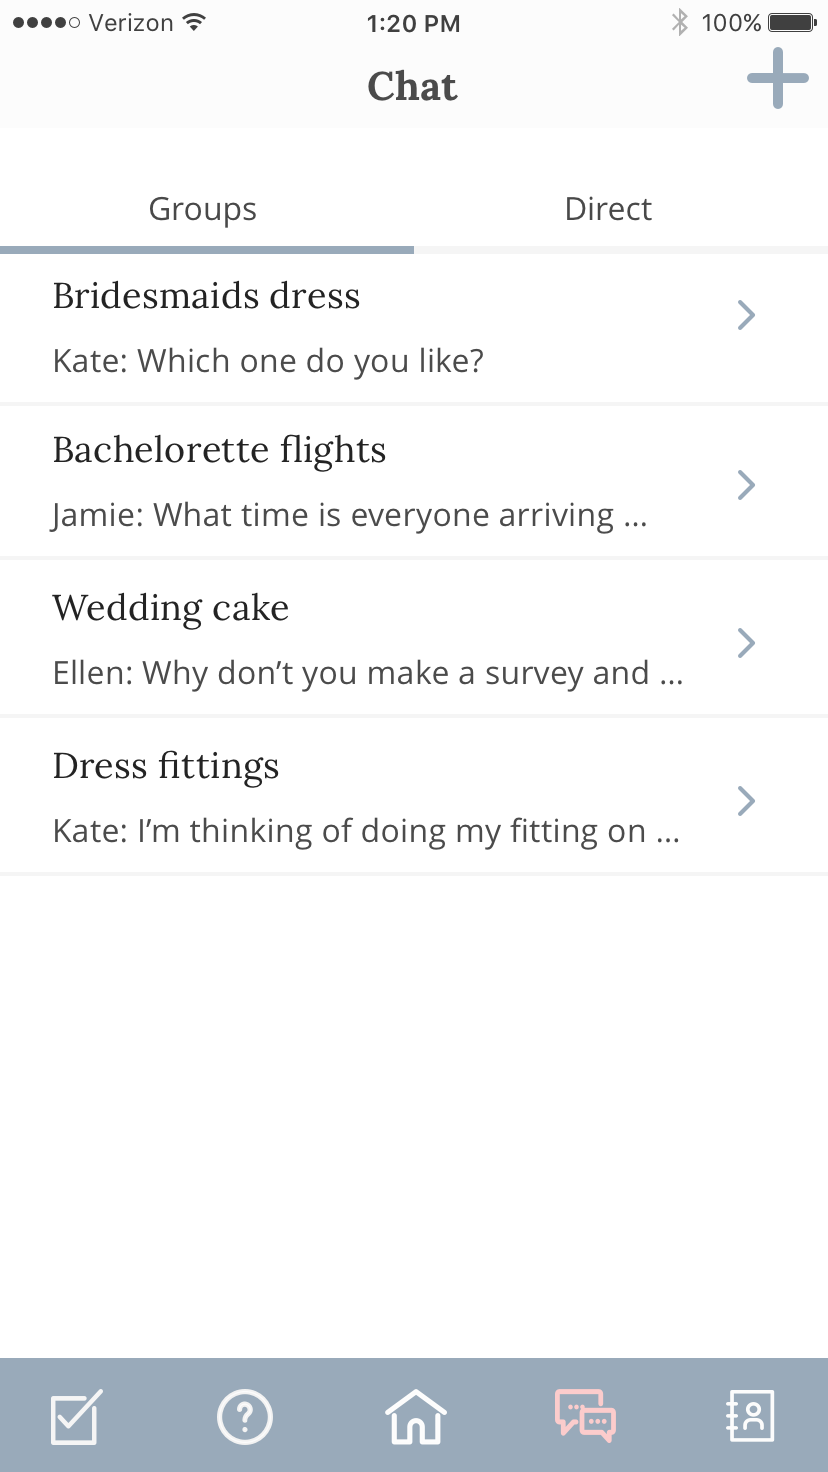 Verizon 1:20 PM 100%
Chat
Groups Direct
Bridesmaids dress
Kate: Which one do you like?
Bachelorette flights
Jamie: What time is everyone arriving ...
Wedding cake
Ellen: Why don’t you make a survey and ...
Dress fittings
Kate: I’m thinking of doing my fitting on ...
?